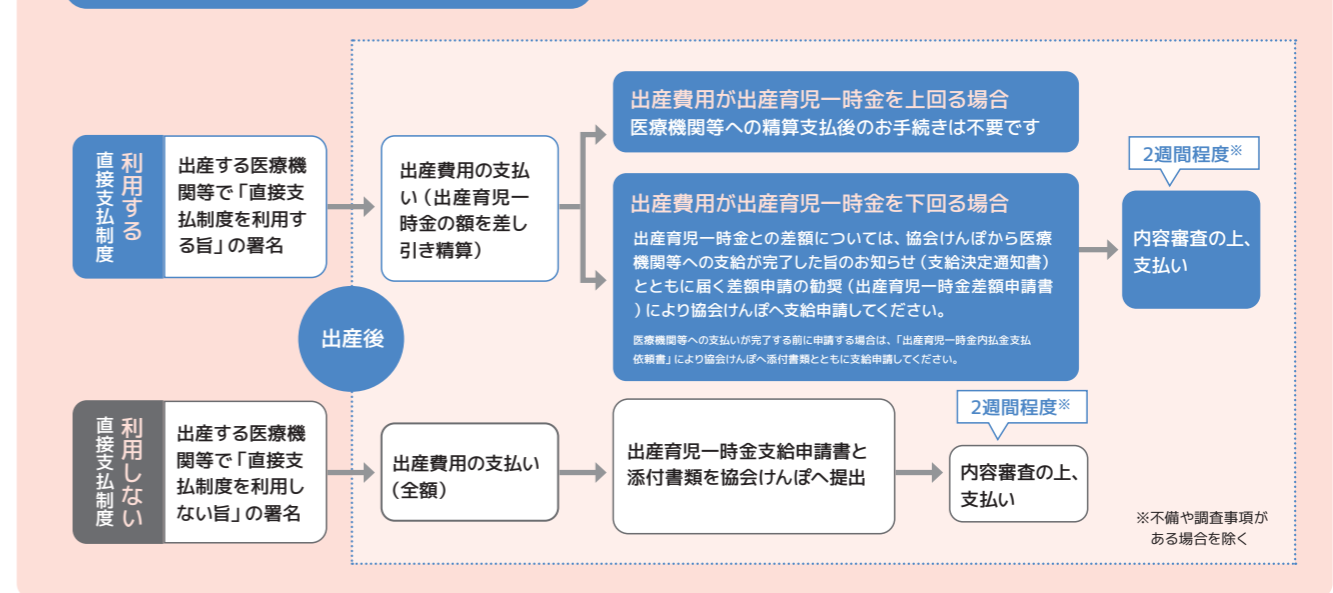 直接支払制度
利用する
出産する医療機
関等で「直接支
払制度を利用す
る旨」の署名
出産費用の支払
い（出産育児一
時金の額を差し
引き精算）
出産費用が出産育児一時金を上回る場合
医療機関等への精算支払後のお手続きは不要です
出産費用が出産育児一時金を下回る場合
出産育児一時金との差額については、協会けんぽから医療
機関等への支給が完了した旨のお知らせ（支給決定通知書）
とともに届く差額申請の勧奨（出産育児一時金差額申請書
）により協会けんぽへ支給申請してください。
医療機関等への支払いが完了する前に申請する場合は、「出産育児一時金内払金支払
依頼書」により協会けんぽへ添付書類とともに支給申請してください。
2週間程度※
内容審査の上、
支払い
出産後
直接支払制度
利用しない
出産する医療機
関等で「直接支
払制度を利用し
ない旨」の署名
出産費用の支払い
（全額）
出産育児一時金支給申請書と
添付書類を協会けんぽへ提出
2週間程度※
内容審査の上、
支払い
※不備や調査事項が
ある場合を除く